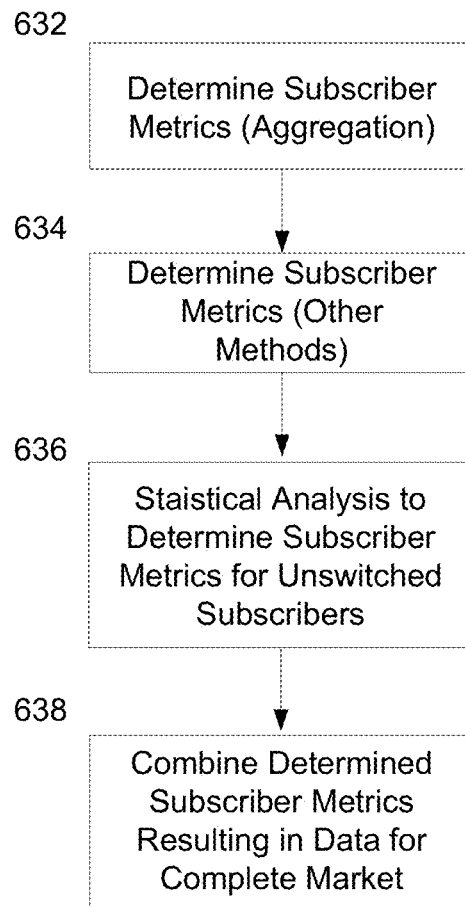 632
Determine Subscriber
Metrics (Aggregation)
634
Determine Subscriber
Metrics (Other
Methods)
636
Staistical Analysis to
Determine Subscriber
Metrics for Unswitched
Subscribers
638
Combine Determined
Subscriber Metrics
Resulting in Data for
Complete Market